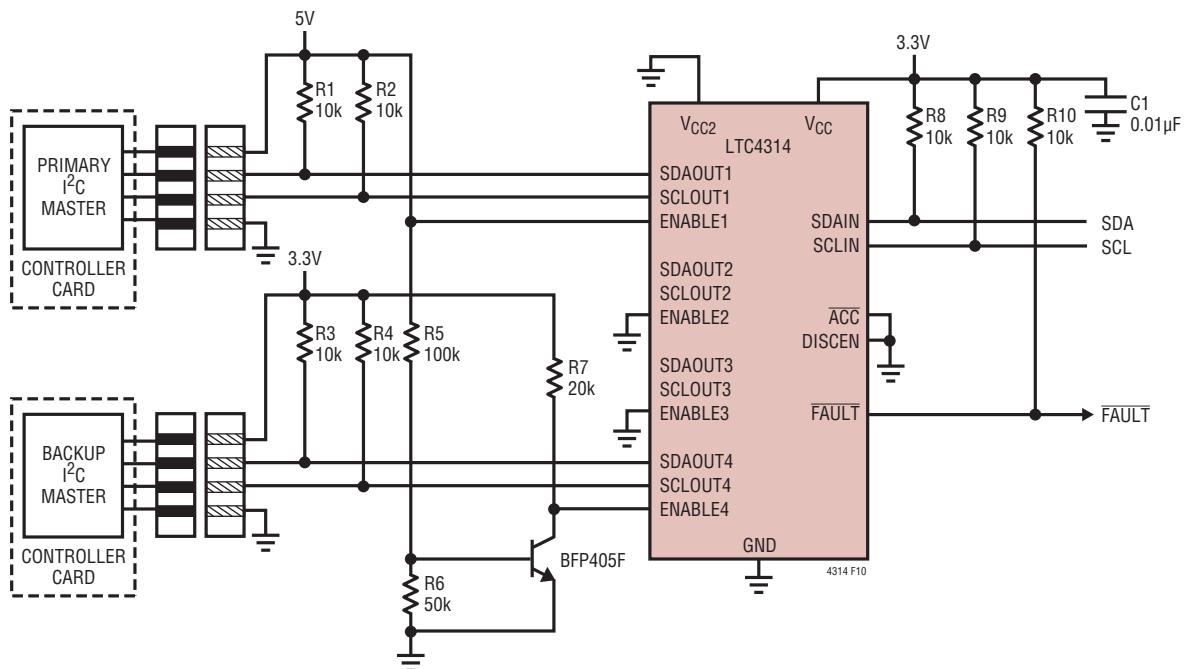 5V
R1
10k
R2
10k
PRIMARY
I²C
MASTER
CONTROLLER
CARD
3.3V
R3
10k
R4
10k
R5
100k
R7
20k
BACKUP
I²C
MASTER
CONTROLLER
CARD
R6
50k
BFP405F
VCC2
VCC
LTC4314
SDAOUT1
SCLOUT1
ENABLE1
SDAOUT2
SCLOUT2
ENABLE2
SDAOUT3
SCLOUT3
ENABLE3
SDAOUT4
SCLOUT4
ENABLE4
SDAIN
SCLIN
ACC
DISCEN
FAULT
GND
4314 F10
3.3V
R8
10k
R9
10k
R10
10k
C1
0.01µF
SDA
SCL
FAULT